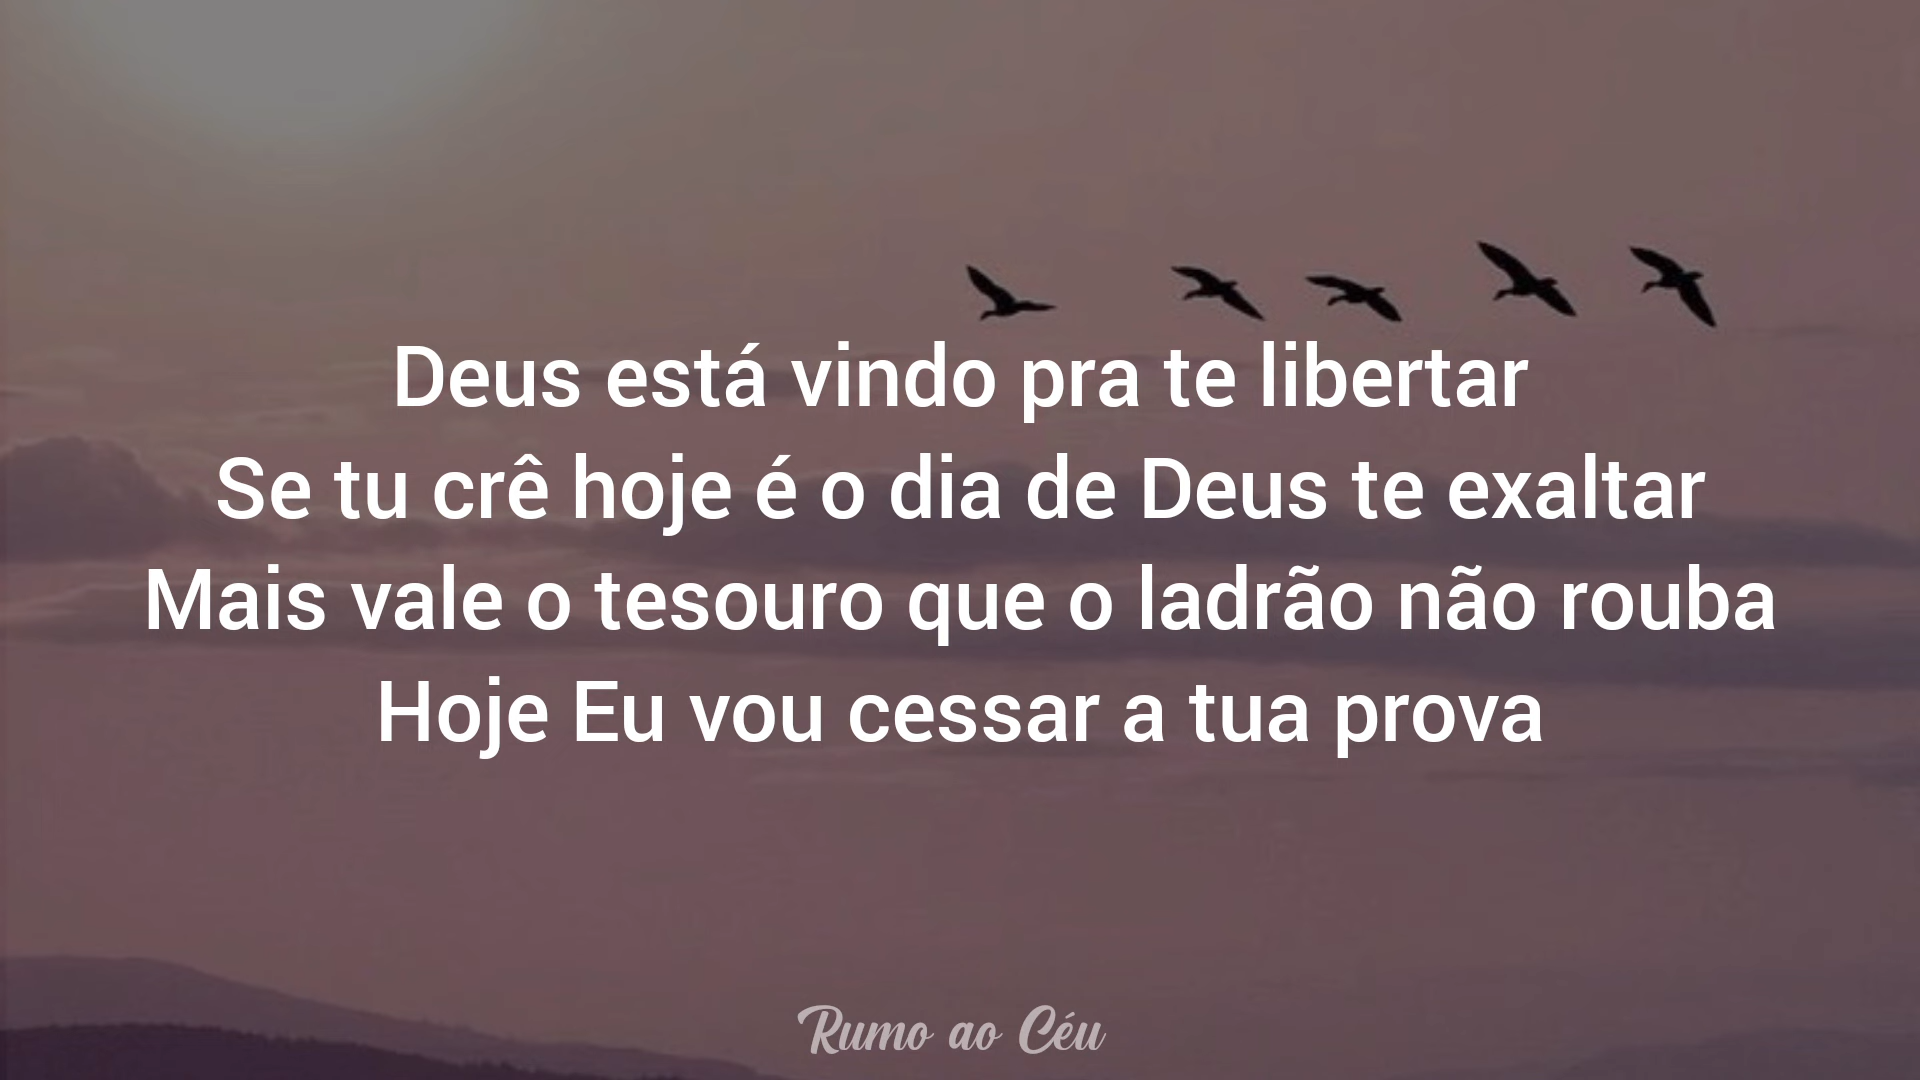 Deus está vindo pra te libertar
Se tu crê hoje é o dia de Deus te exaltar
Mais vale o tesouro que o ladrão não rouba
Hoje Eu vou cessar a tua prova
Rumo ao Céu